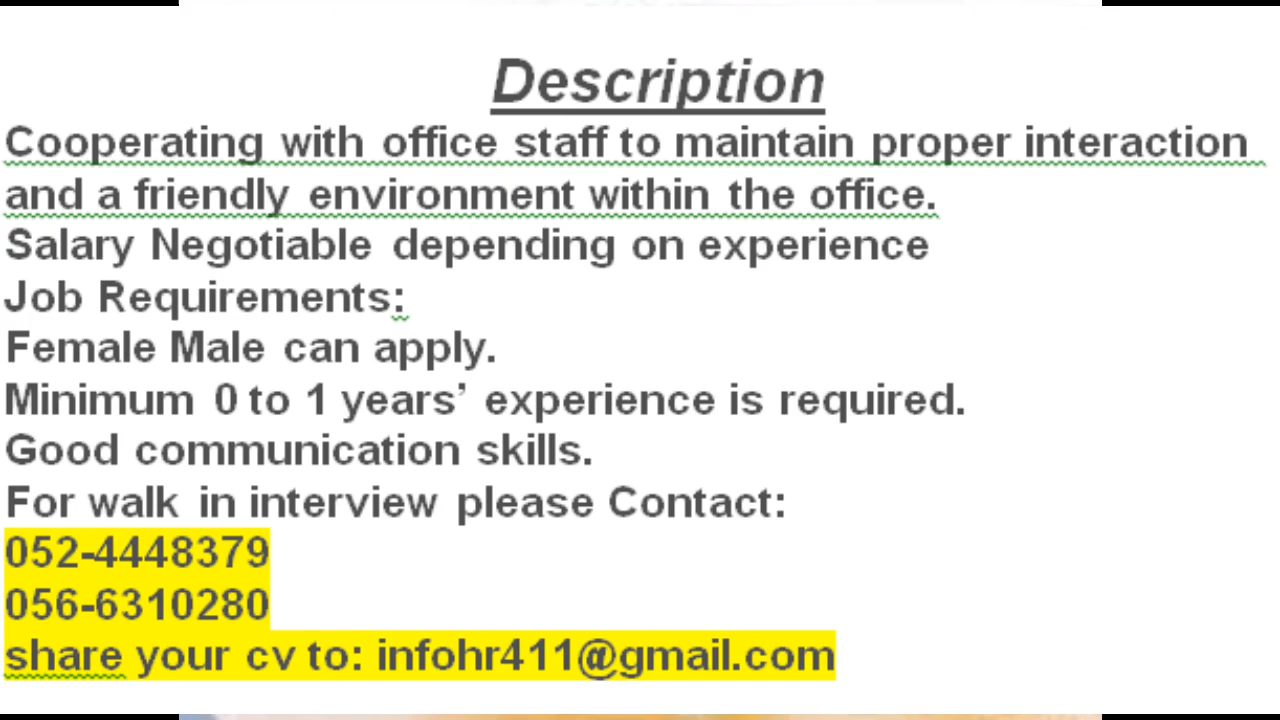 Description
Cooperating with office staff to maintain proper interaction
and a friendly environment within the office.
Salary Negotiable depending on experience
Job Requirements:
Female Male can apply.
Minimum 0 to 1 years’ experience is required.
Good communication skills.
For walk in interview please Contact:
052-4448379
056-6310280
share your cv to: infohr411@gmail.com